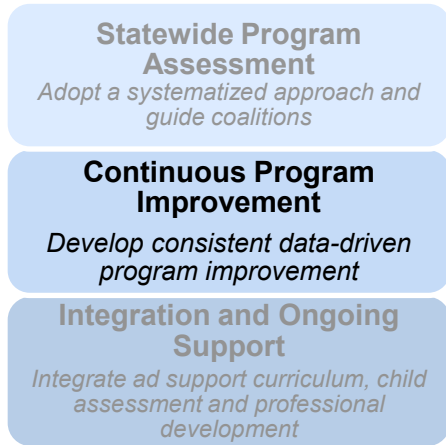 Statewide Program
Assessment
Adopt a systematized approach and
guide coalitions
Continuous Program
Improvement
Develop consistent data-driven
program improvement
Integration and Ongoing
Support
Integrate ad support curriculum, child
assessment and professional
development